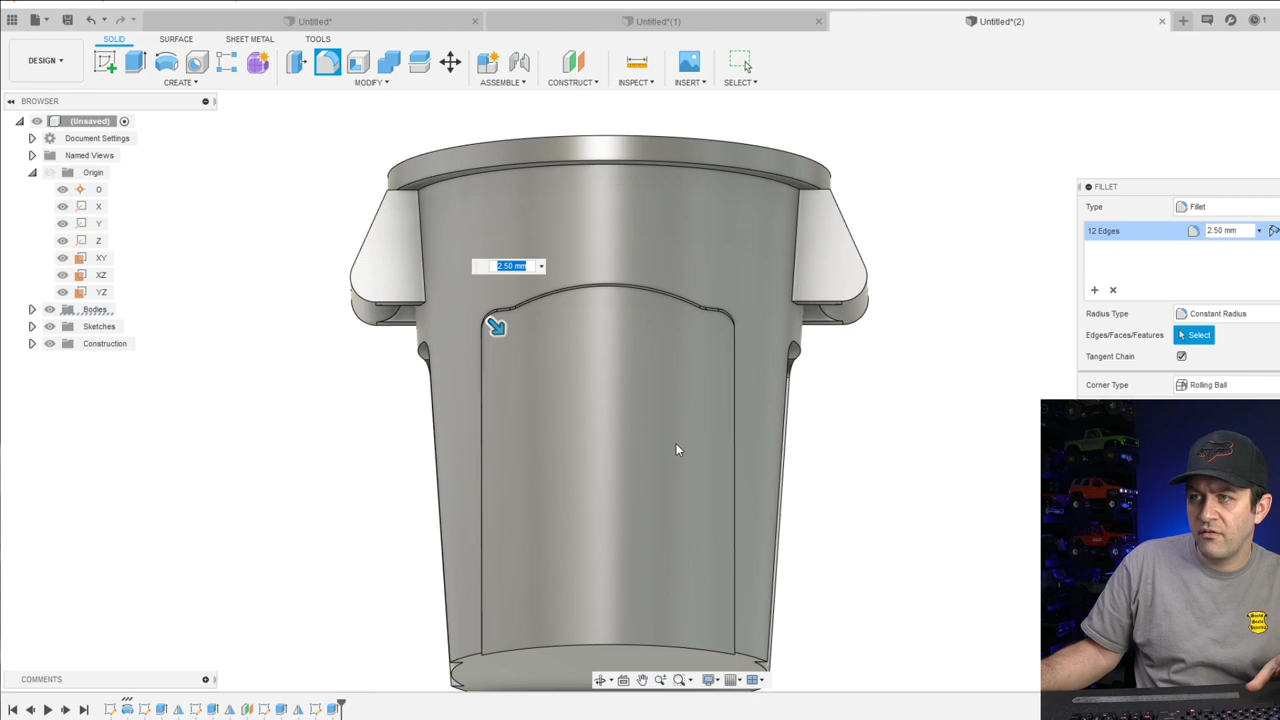 Untitled*
Untitled*(1)
Untitled*(2)
1
DESIGN
SOLID
SURFACE
SHEET METAL
TOOLS
CREATE
MODIFY
ASSEMBLE
CONSTRUCT
INSPECT
INSERT
SELECT
BROWSER
(Unsaved)
Document Settings
Named Views
Origin
O
X
Y
Z
XY
XZ
YZ
Bodies
Sketches
Construction
2.50 mm
FILLET
Type
Fillet
12 Edges
2.50 mm
Radius Type
Constant Radius
Edges/Faces/Features
Select
Tangent Chain
Corner Type
Rolling Ball
COMMENTS